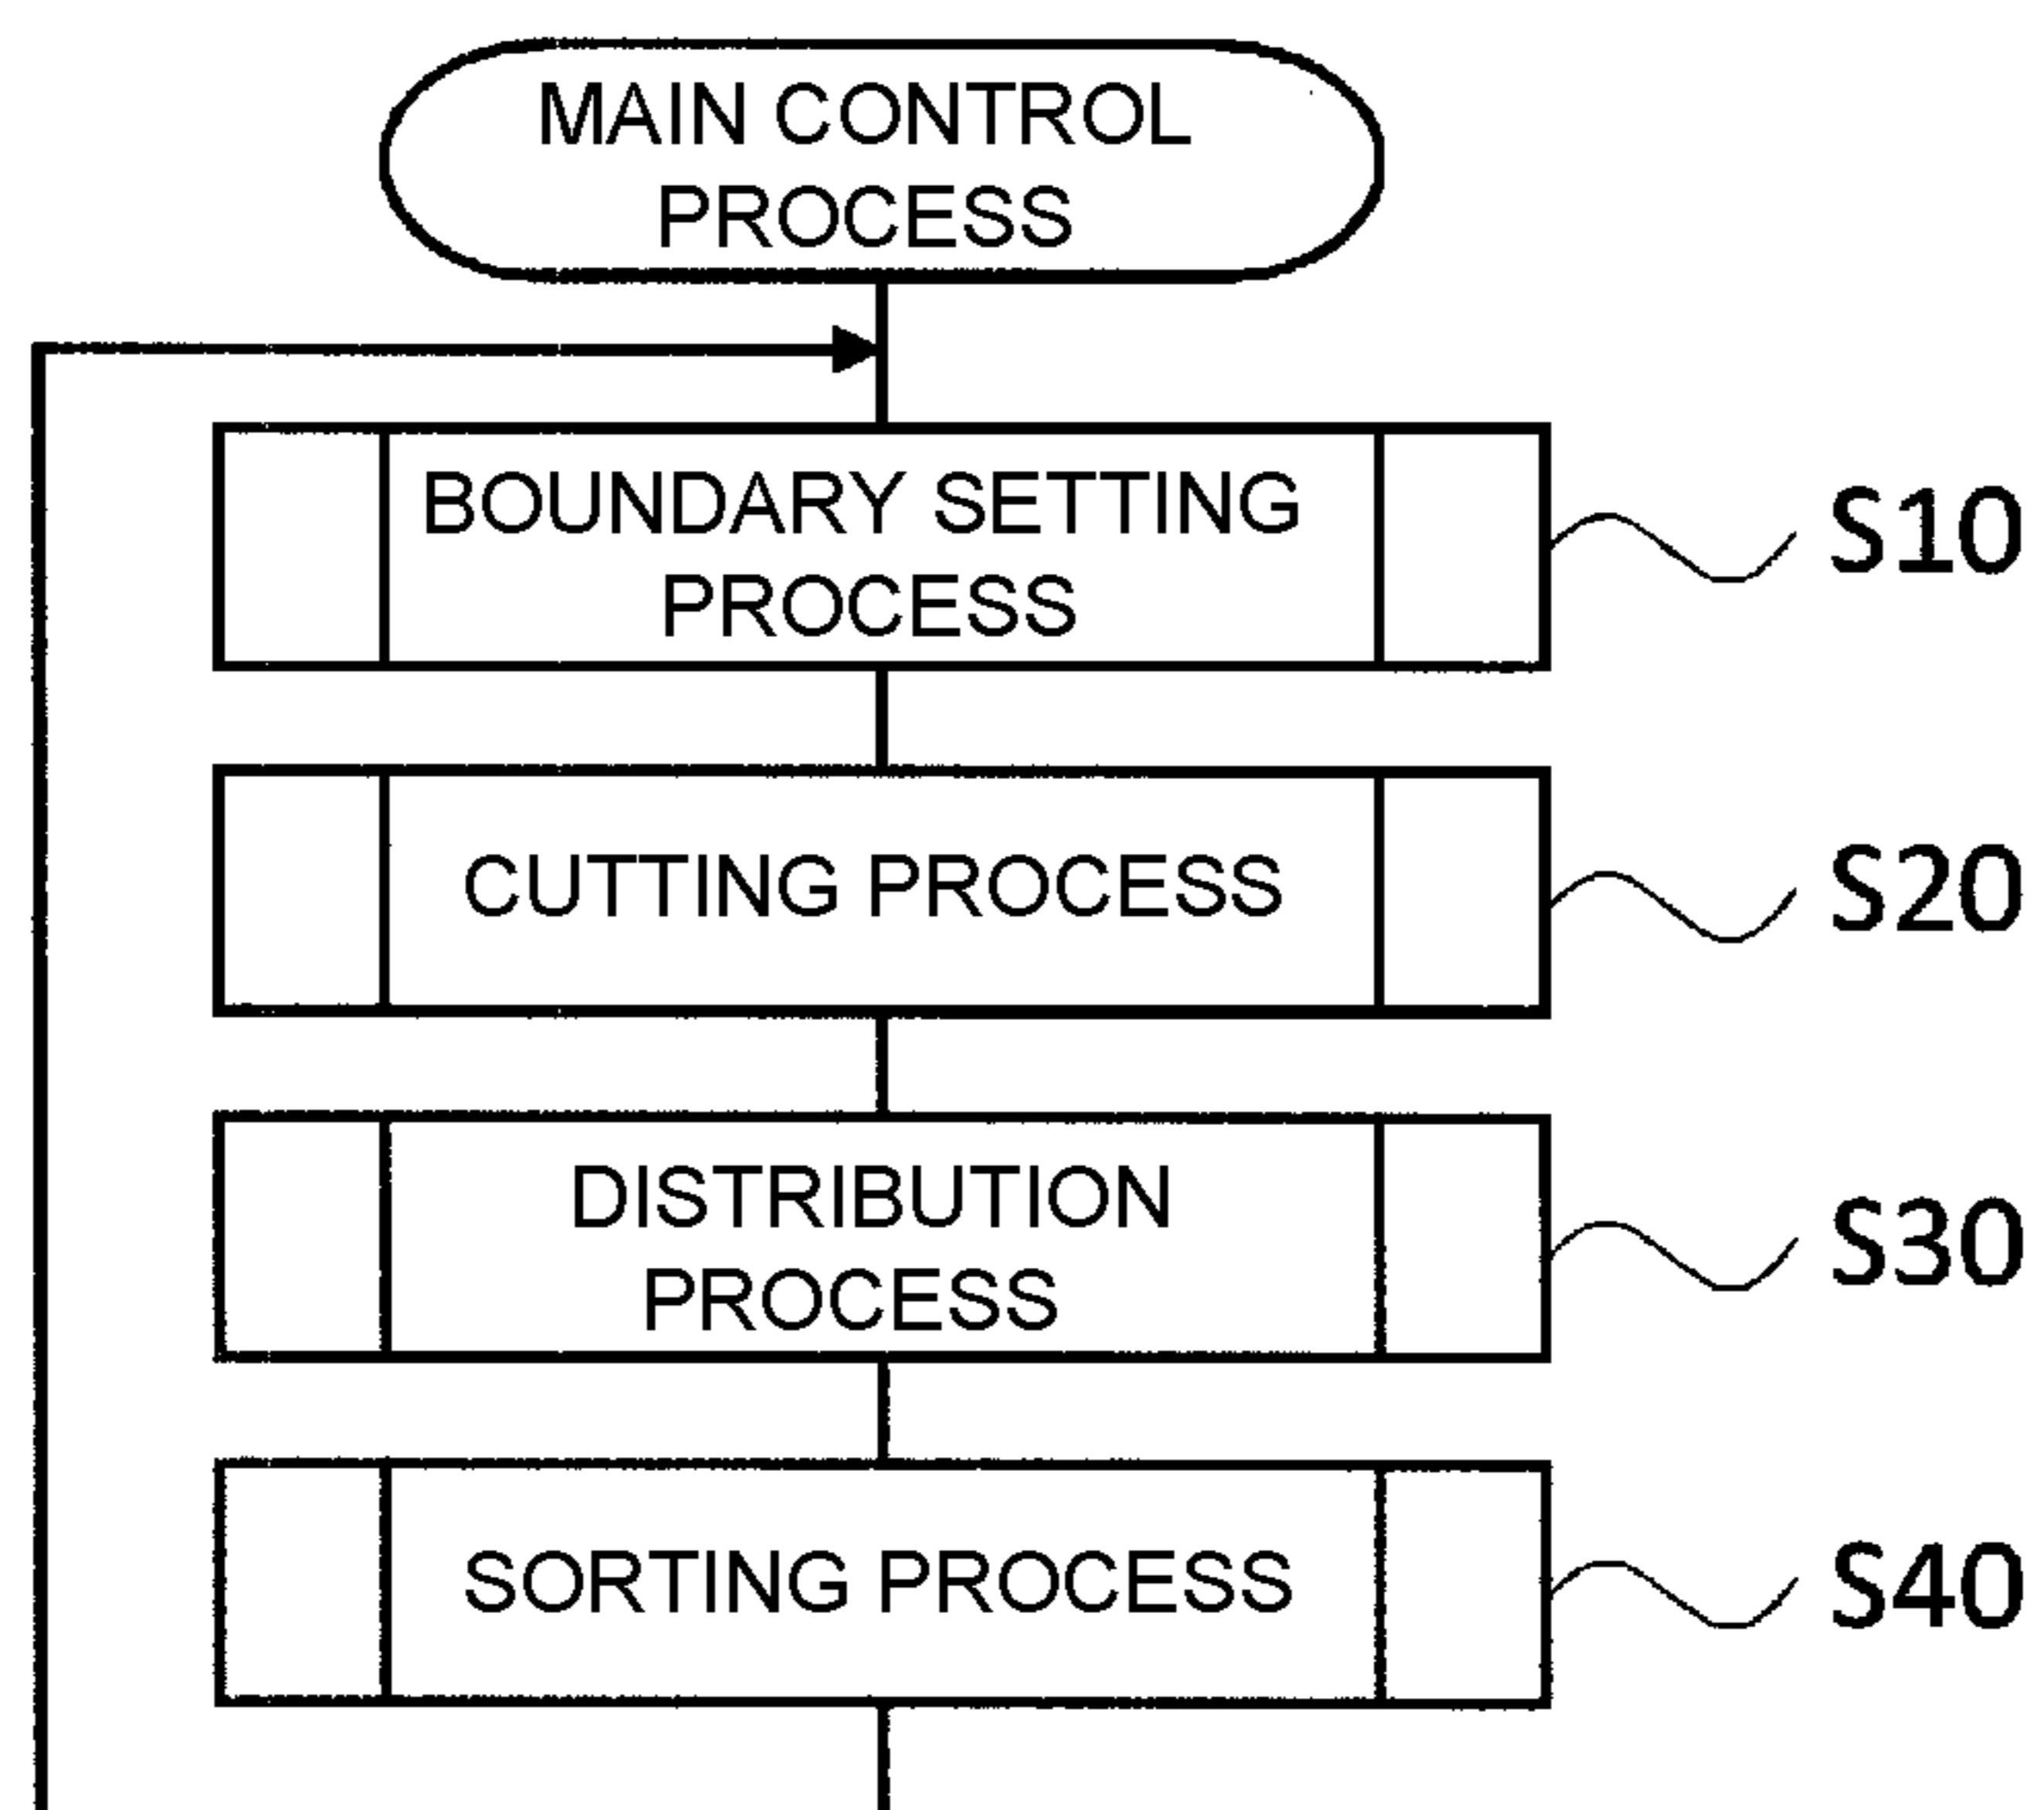 MAIN CONTROL
PROCESS
BOUNDARY SETTING
PROCESS
S10
CUTTING PROCESS
S20
DISTRIBUTION
PROCESS
S30
SORTING PROCESS
S40